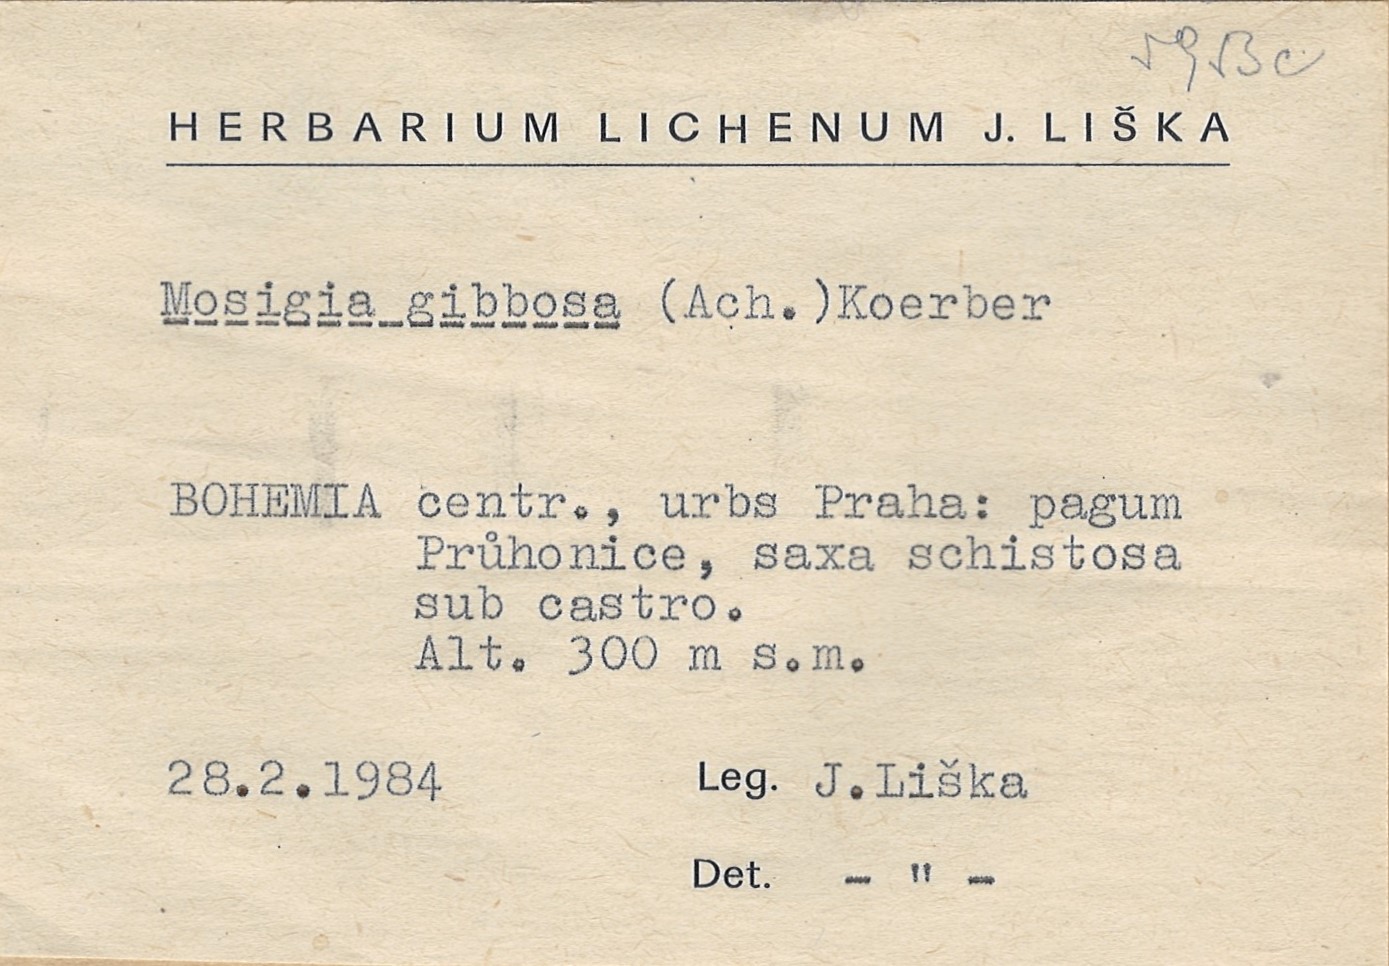 HERBARIUM LICHENUM J. LIŠKA
Mosigia gibbosa (Ach.)Koerber
BOHEMIA centr., urbs Praha: pagum
Průhonice, saxa schistosa
sub castro.
Alt. 300 m s.m.
28.2.1984 Leg. J.Liška
Det. - " -